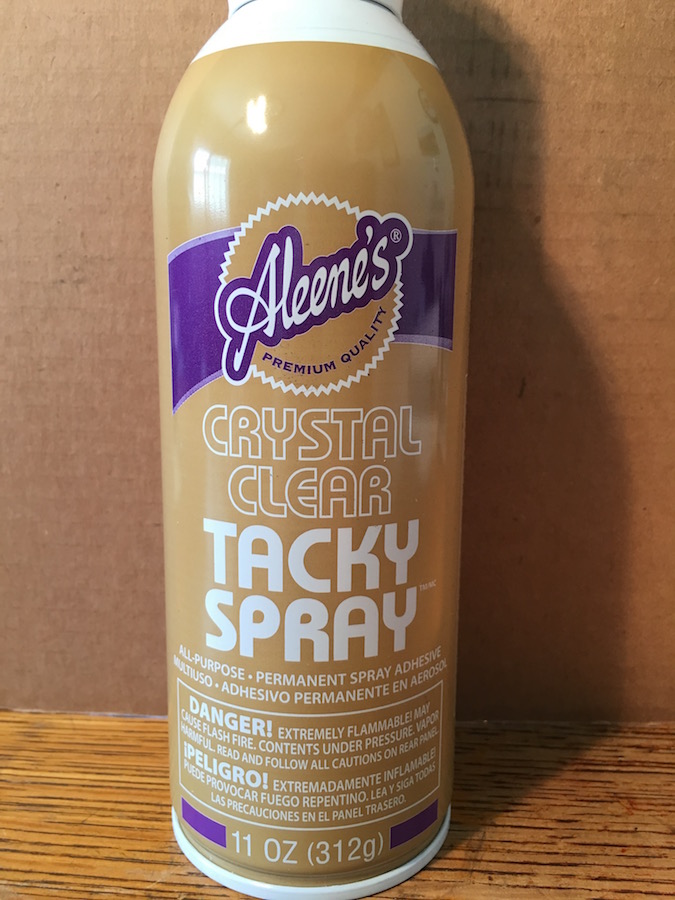 Aleene's®
PREMIUM QUALITY
CRYSTAL
CLEAR
TACKY
SPRAY™/MC
ALL-PURPOSE • PERMANENT SPRAY ADHESIVE
MULTIUSO • ADHESIVO PERMANENTE EN AEROSOL
DANGER! EXTREMELY FLAMMABLE! MAY
CAUSE FLASH FIRE. CONTENTS UNDER PRESSURE. VAPOR
HARMFUL. READ AND FOLLOW ALL CAUTIONS ON REAR PANEL.
¡PELIGRO! EXTREMADAMENTE INFLAMABLE!
PUEDE PROVOCAR FUEGO REPENTINO. LEA Y SIGA TODAS
LAS PRECAUCIONES EN EL PANEL TRASERO.
11 OZ (312g)